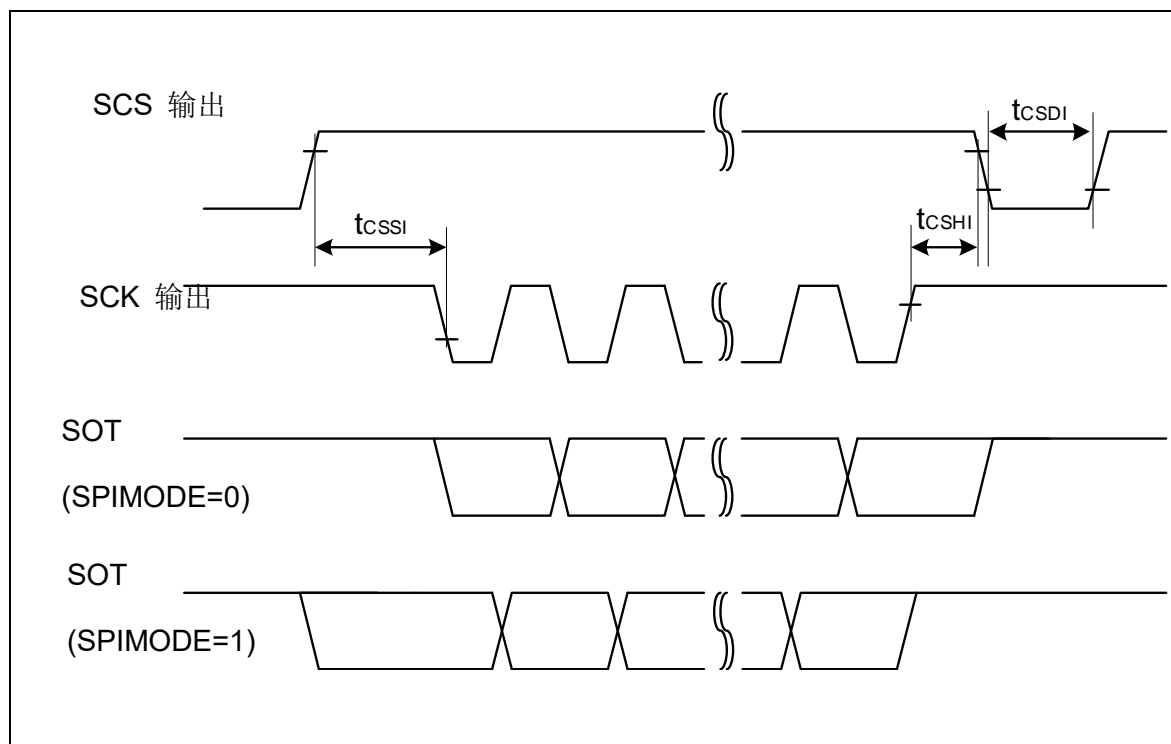 SCS 输出
tCSDI
tCSSI
tCSHI
SCK 输出
SOT
(SPIMODE=0)
SOT
(SPIMODE=1)